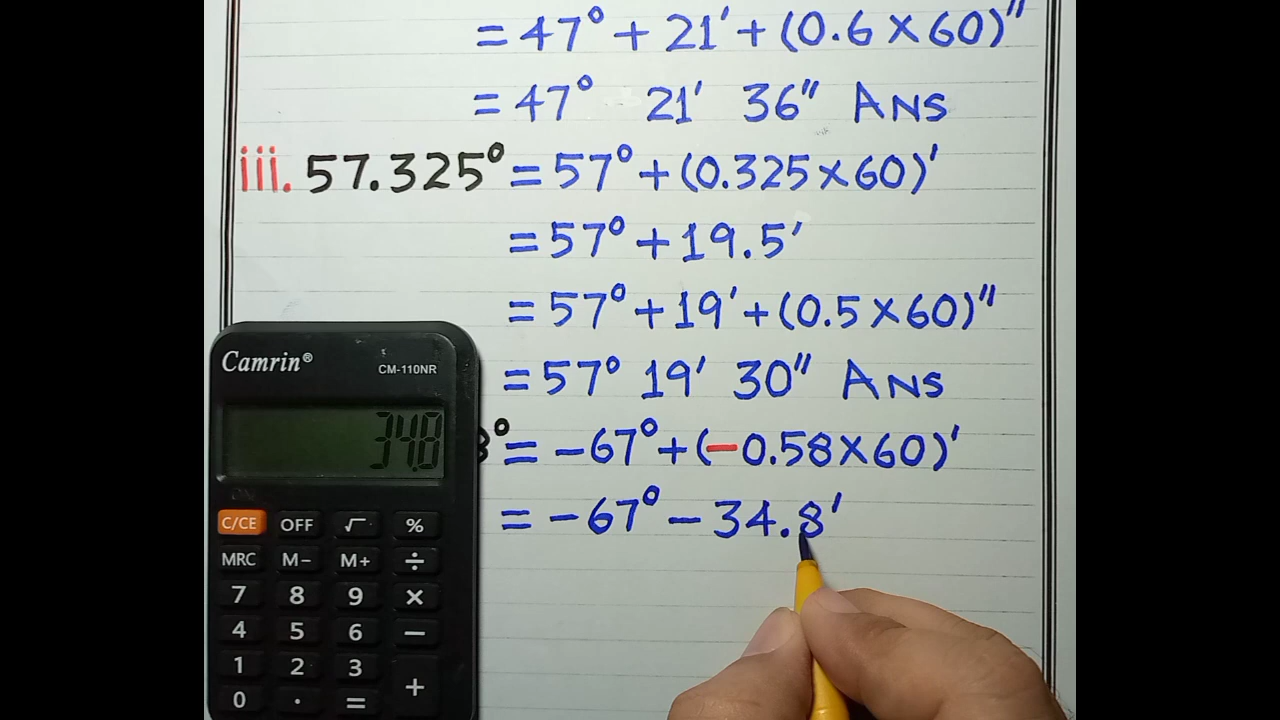 = 47° + 21′ + (0.6 × 60)″
= 47° 21′ 36″ ANS
iii. 57.325° = 57° + (0.325 × 60)′
= 57° + 19.5′
= 57° + 19′ + (0.5 × 60)″
= 57° 19′ 30″ ANS
8° = -67° + (-0.58 × 60)′
= -67° - 34.8′
Camrin®
CM-110NR
34.8
C/CE OFF √ %
MRC M- M+ ÷
7 8 9 ×
4 5 6 −
1 2 3
+
0 · =